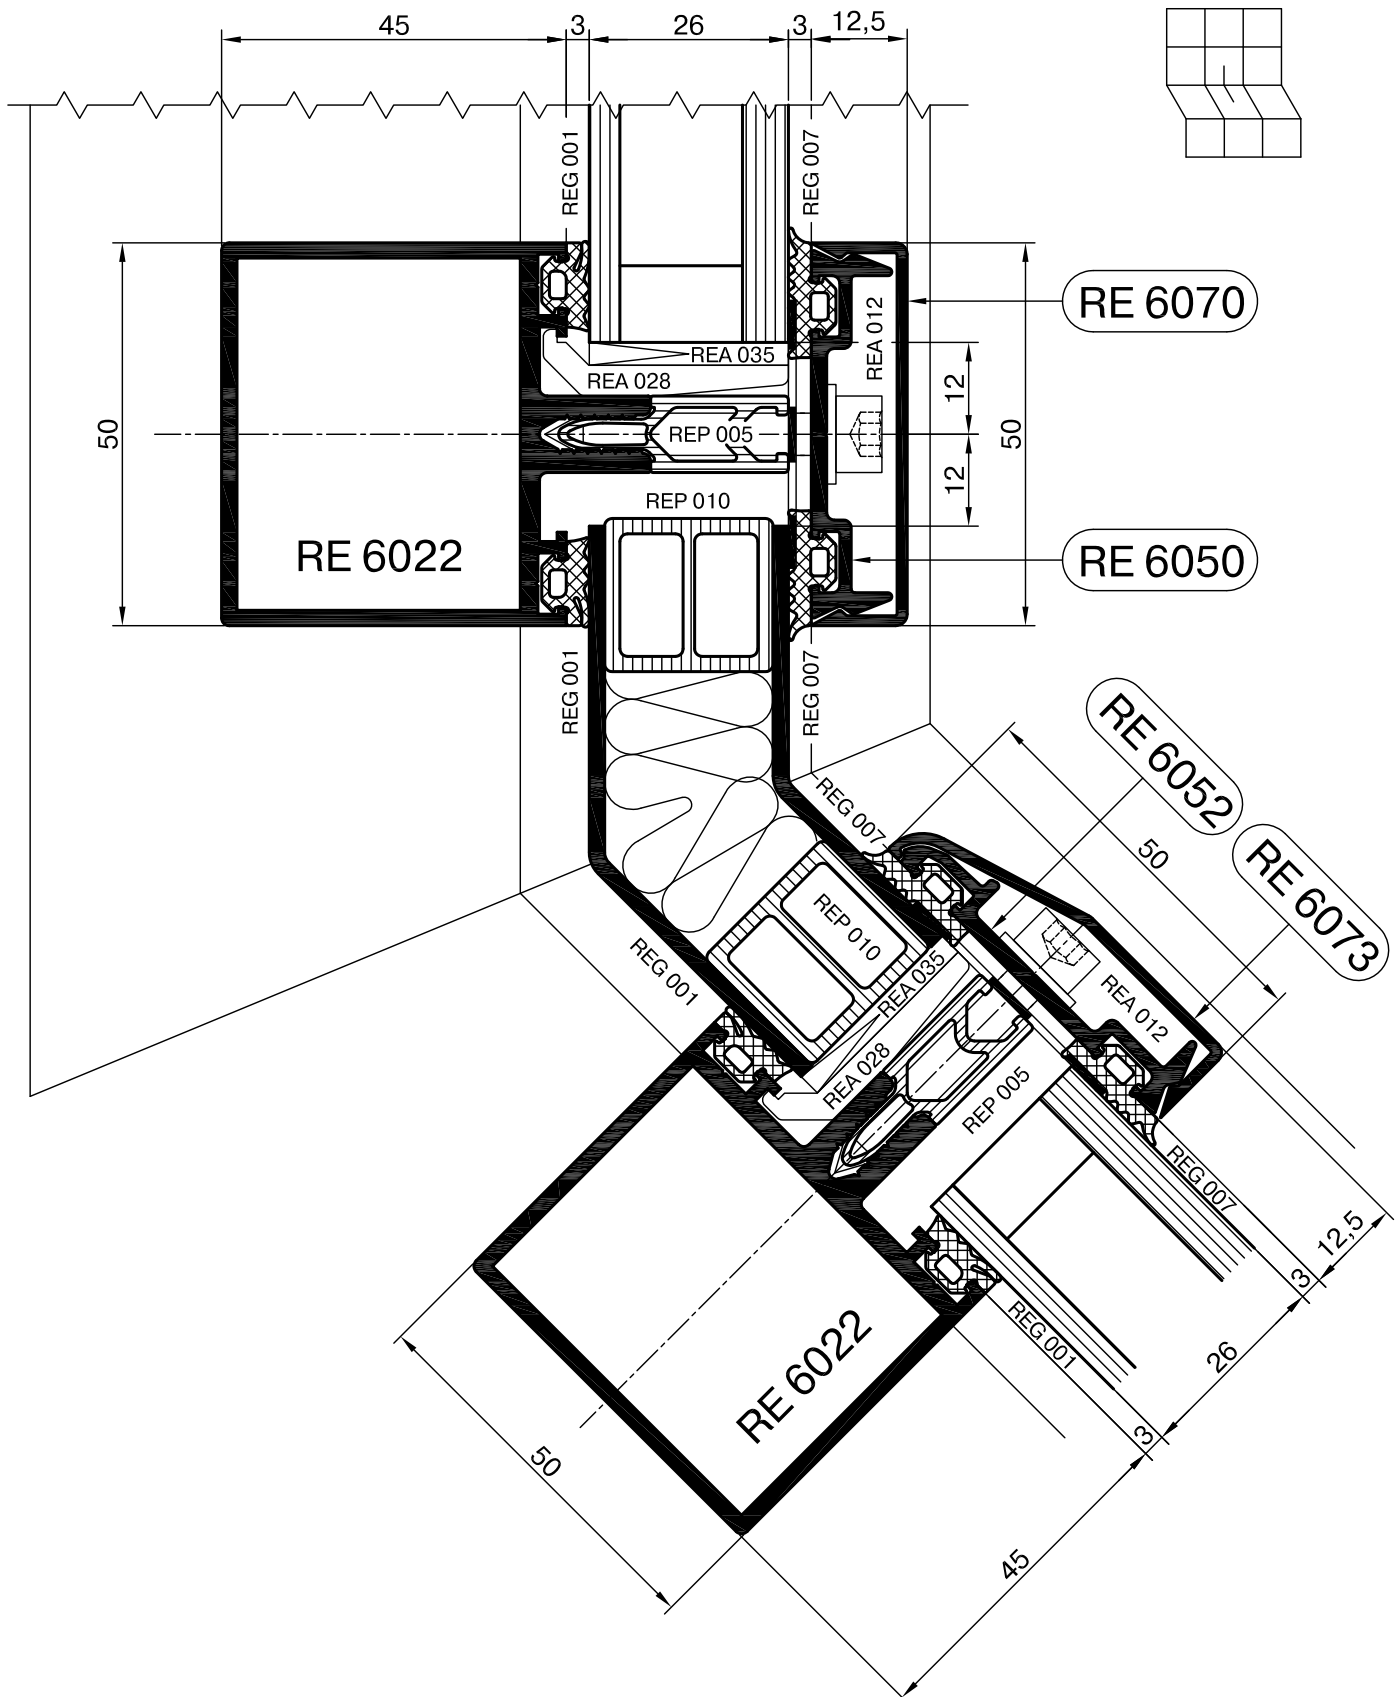 45
3
26
3
12,5
REG 001
REG 007
50
RE 6070
REA 012
REA 035
REA 028
12
REP 005
50
12
REP 010
RE 6022
RE 6050
REG 001
REG 007
RE 6052
REG 007
50
RE 6073
REP 010
REG 001
REA 035
REA 012
REA 028
REP 005
REG 007
12,5
3
REG 001
26
RE 6022
3
50
45